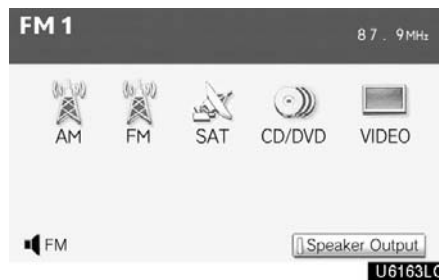 FM 1
87. 9MHz
AM FM SAT CD/DVD VIDEO
FM
Speaker Output
U6163LC